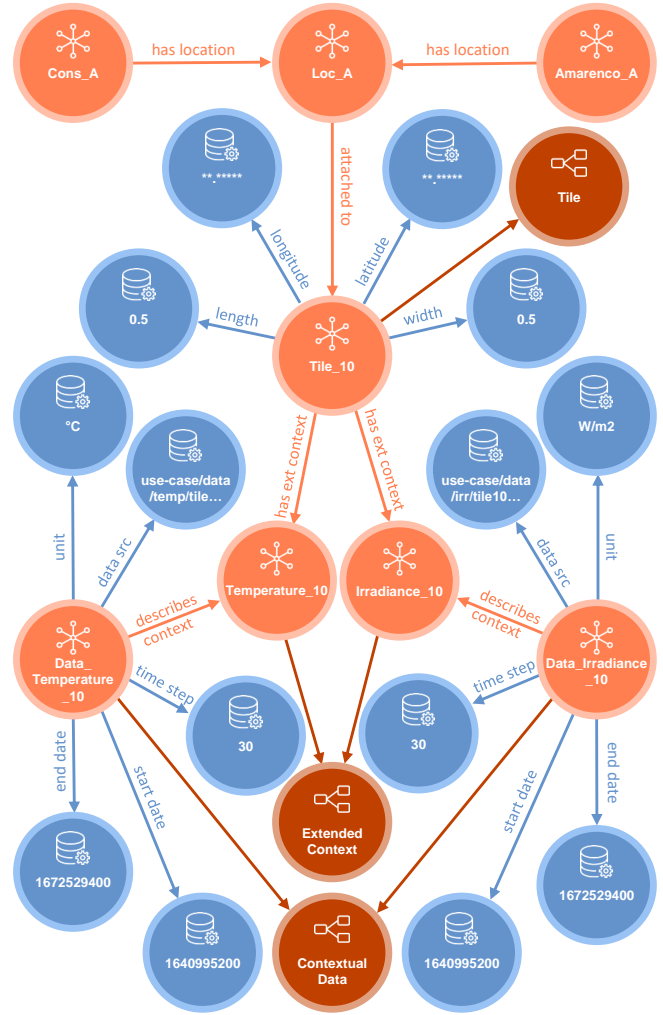 has location
has location
Cons_A
Loc_A
Amarenco_A
**.*****
attached to
**.*****
Tile
longitude
latitude
0.5
length
width
0.5
Tile_10
°C
W/m2
use-case/data
/temp/tile...
has ext context
has ext context
use-case/data
/irr/tile10...
unit
data src
data src
unit
Temperature_10
Irradiance_10
describes
context
describes
context
Data_
Temperature
_10
Data_Irradiance
_10
time step
time step
30
30
end date
start date
start date
end date
Extended
Context
1672529400
1672529400
1640995200
Contextual
Data
1640995200